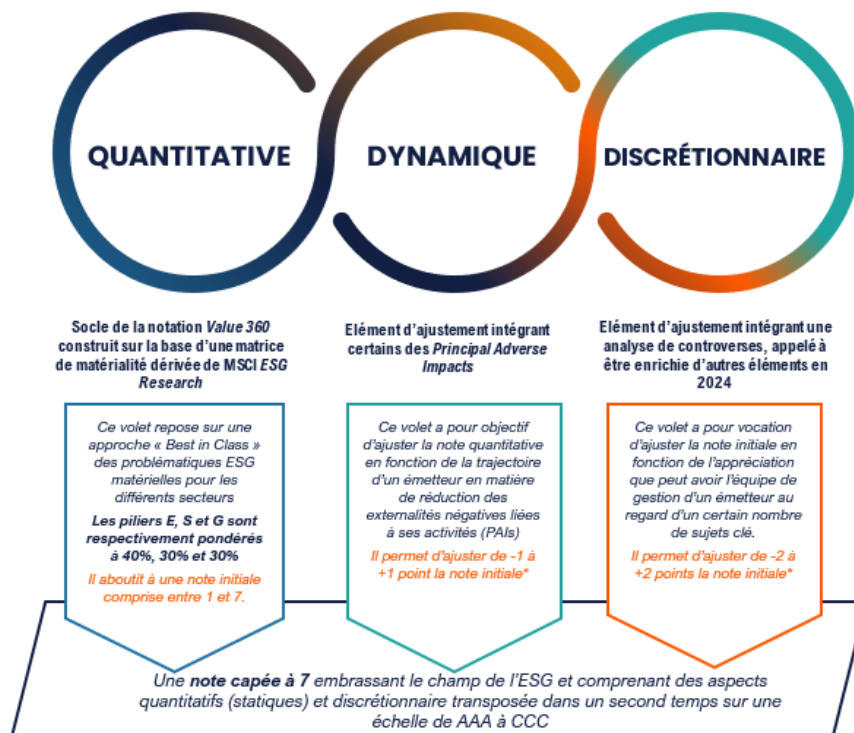 QUANTITATIVE
DYNAMIQUE
DISCRÉTIONNAIRE
Socle de la notation Value 360
construit sur la base d'une matrice
de matérialité dérivée de MSCI ESG
Research
Elément d'ajustement intégrant
certains des Principal Adverse
Impacts
Elément d'ajustement intégrant une
analyse de controverses, appelé à
être enrichie d'autres éléments en
2024
Ce volet repose sur une
approche « Best in Class »
des problématiques ESG
matérielles pour les
différents secteurs
Les piliers E, S et G sont
respectivement pondérés
à 40%, 30% et 30%
Il aboutit à une note initiale
comprise entre 1 et 7.
Ce volet a pour objectif
d'ajuster la note quantitative
en fonction de la trajectoire
d'un émetteur en matière
de réduction des
externalités négatives liées
à ses activités (PAIs)
Il permet d'ajuster de -1 à
+1 point la note initiale*
Ce volet a pour vocation
d'ajuster la note initiale en
fonction de l'appréciation
que peut avoir l'équipe de
gestion d'un émetteur au
regard d'un certain nombre
de sujets clé.
Il permet d'ajuster de -2 à
+2 points la note initiale*
Une note capée à 7 embrassant le champ de l'ESG et comprenant des aspects
quantitatifs (statiques) et discrétionnaire transposée dans un second temps sur une
échelle de AAA à CCC